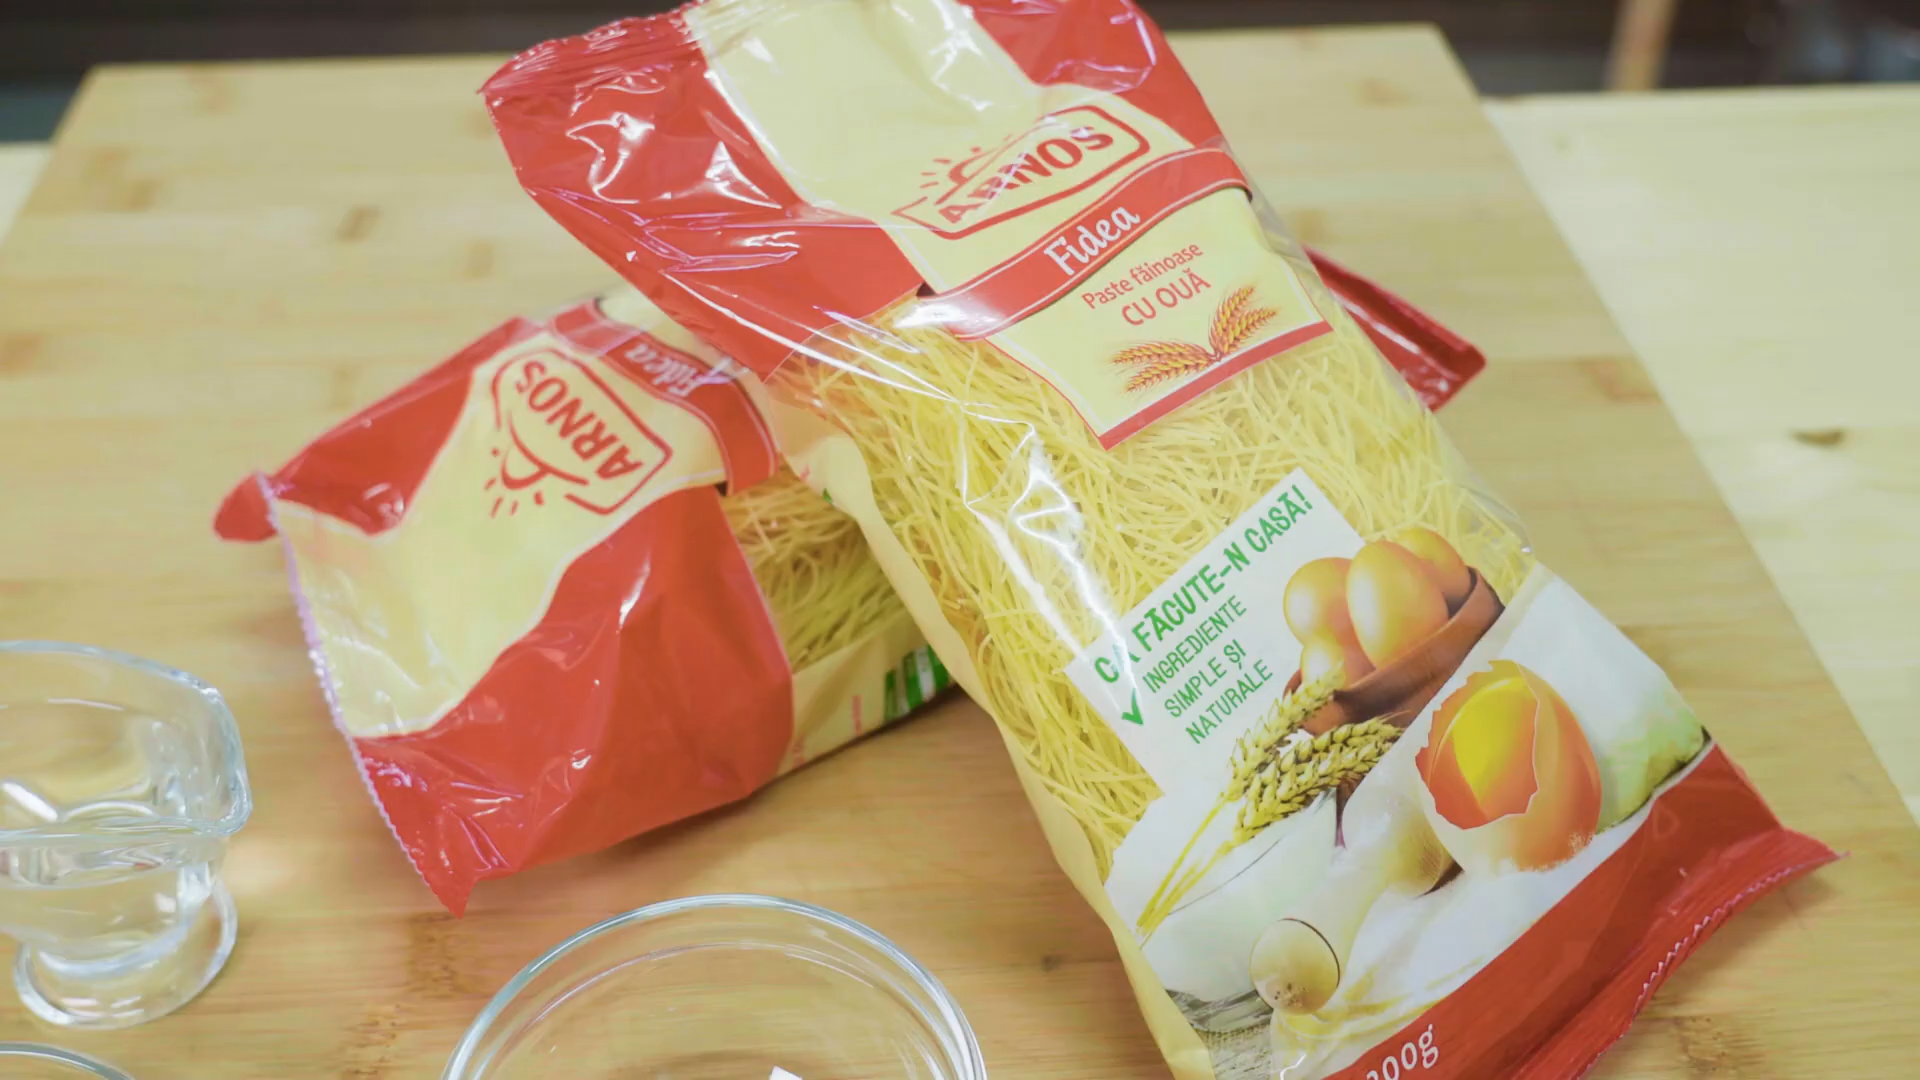 ARNOS
Fidea
Paste făinoase
CU OUĂ
CA FĂCUTE-N CASĂ!
✓ INGREDIENTE
SIMPLE ȘI
NATURALE
ARNOS
Fidea